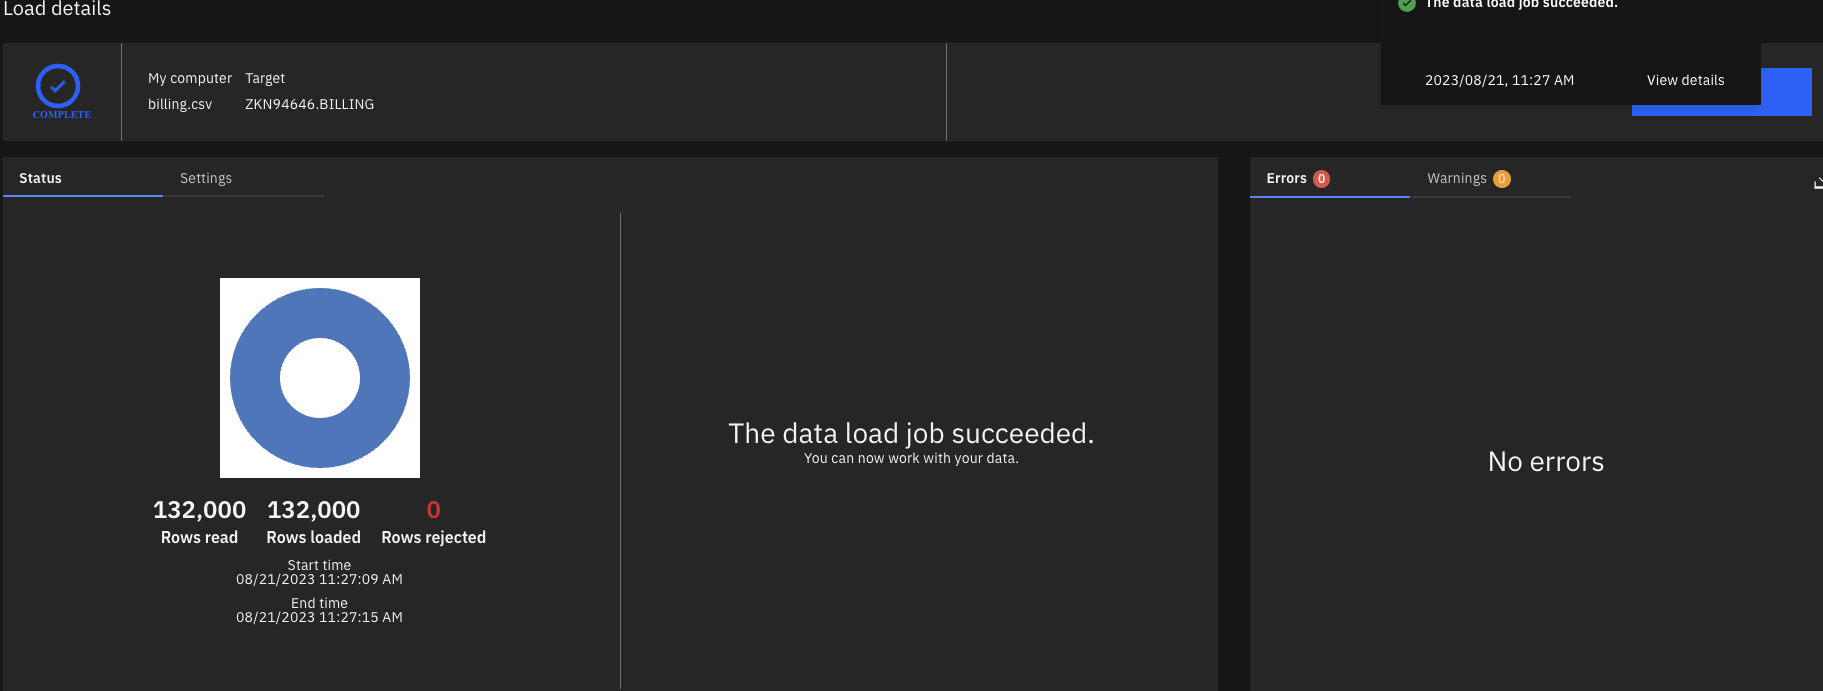 Load details
The data load job succeeded.
2023/08/21, 11:27 AM View details
COMPLETE
My computer Target
billing.csv ZKN94646.BILLING
Status Settings
132,000 132,000 0
Rows read Rows loaded Rows rejected
Start time
08/21/2023 11:27:09 AM
End time
08/21/2023 11:27:15 AM
The data load job succeeded.
You can now work with your data.
Errors 0 Warnings 0
No errors